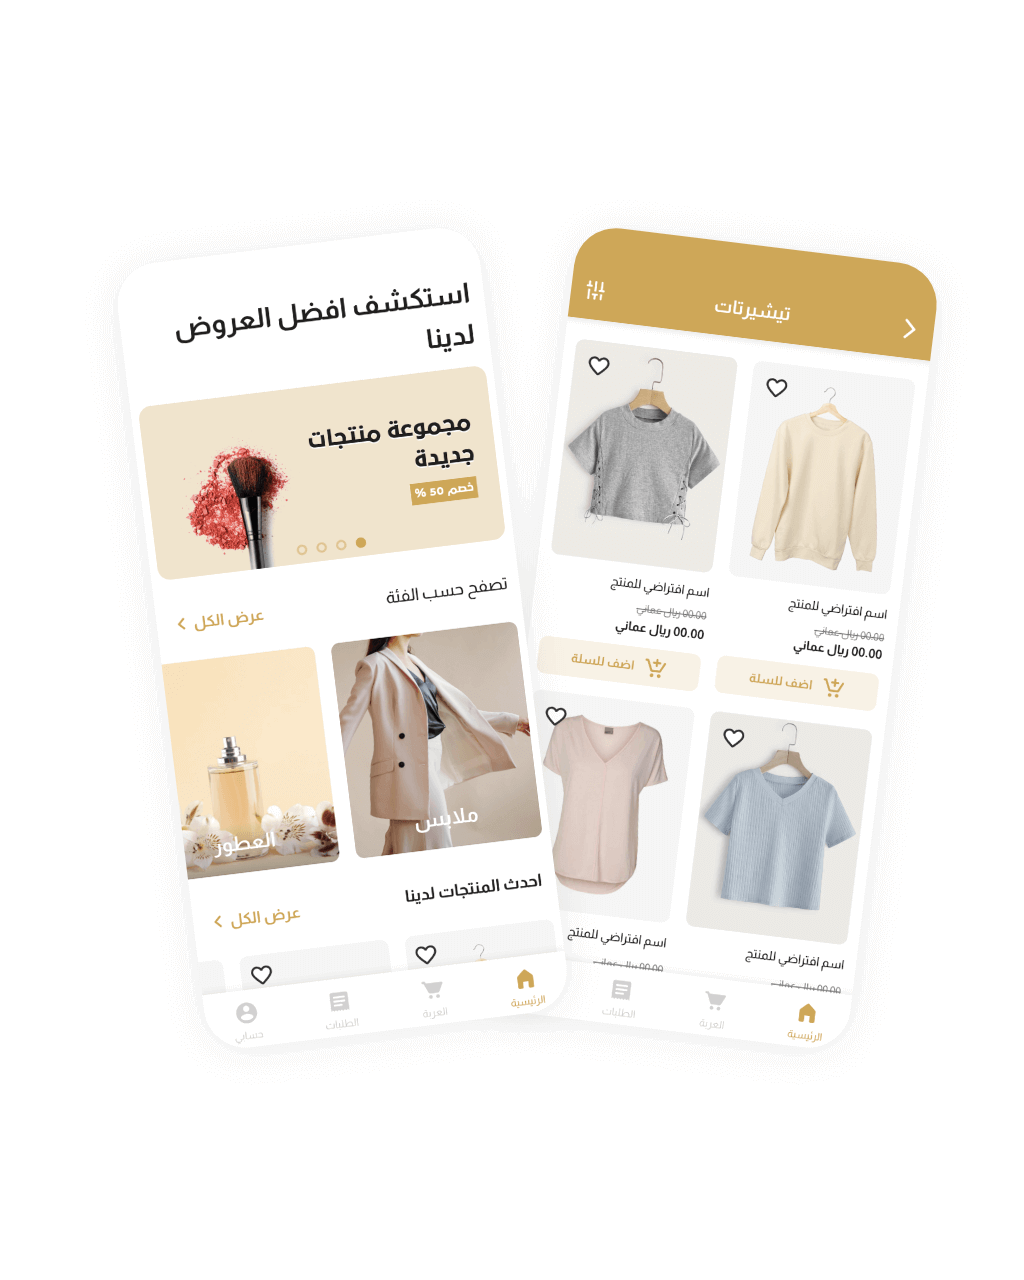 استكشف افضل العروض
لدينا
مجموعة منتجات
جديدة
خصم 50 %
تصفح حسب الفئة
عرض الكل
ملابس
العطور
احدث المنتجات لدينا
عرض الكل
الرئيسية
العربة
الطلبات
حسابي
تيشيرتات
اسم افتراضي للمنتج
00.00 ريال عماني
00.00 ريال عماني
اضف للسلة
اسم افتراضي للمنتج
00.00 ريال عماني
00.00 ريال عماني
اضف للسلة
اسم افتراضي للمنتج
00.00 ريال عماني
اسم افتراضي للمنتج
00.00 ريال عماني
الرئيسية
العربة
الطلبات